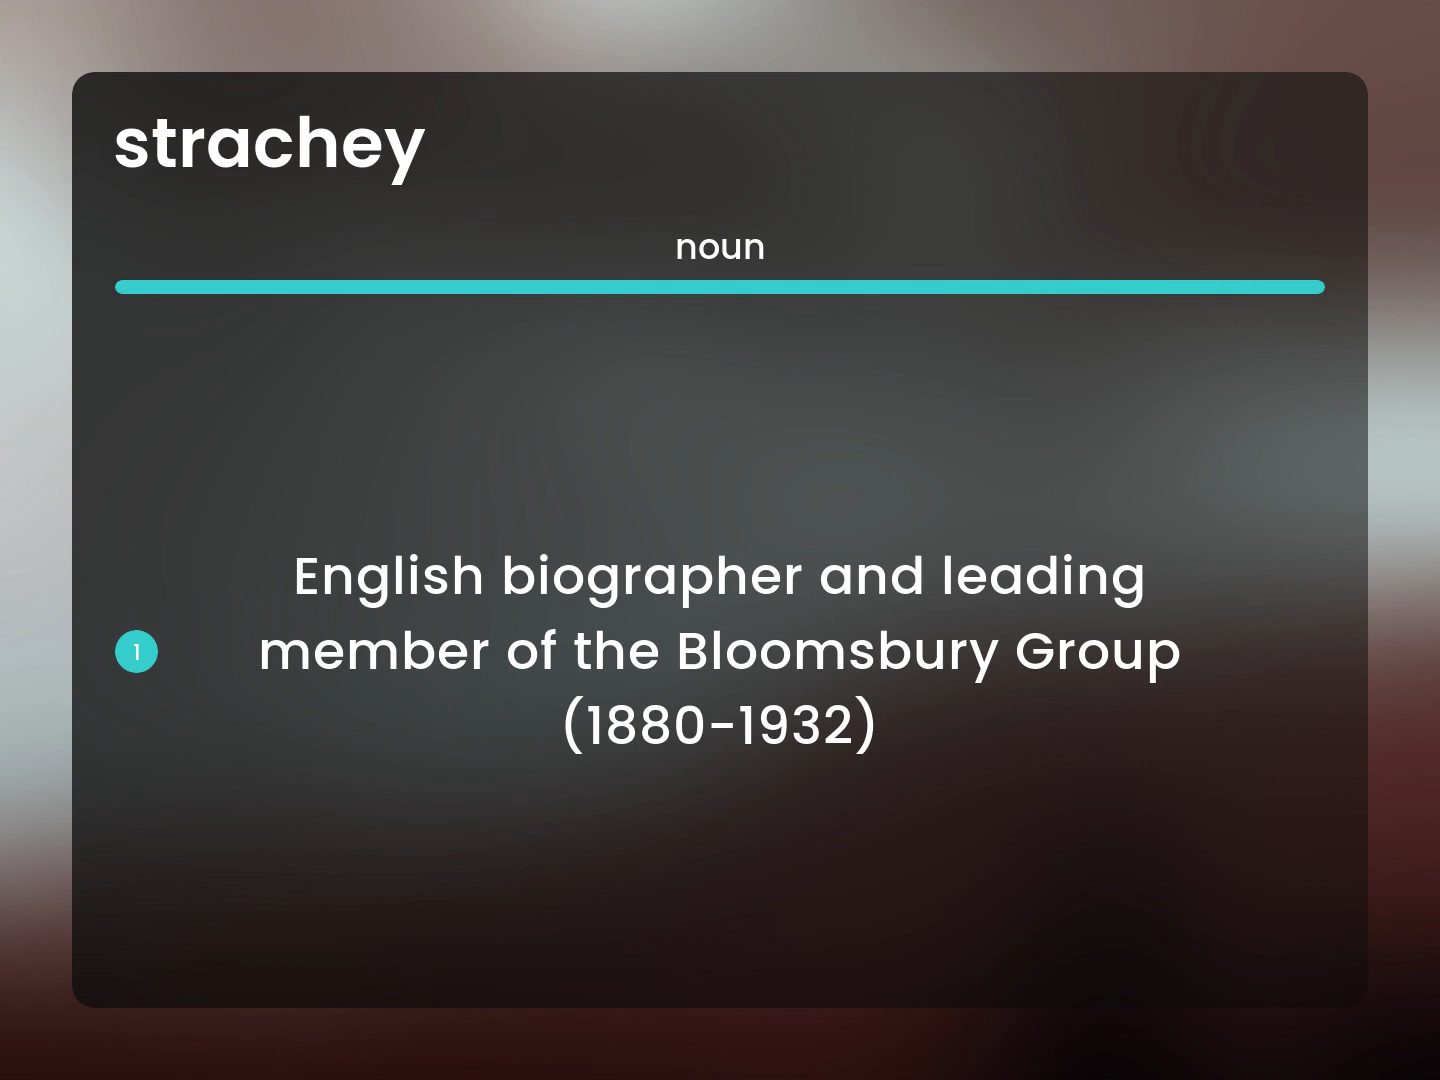 strachey
noun
English biographer and leading
1
member of the Bloomsbury Group
(1880-1932)